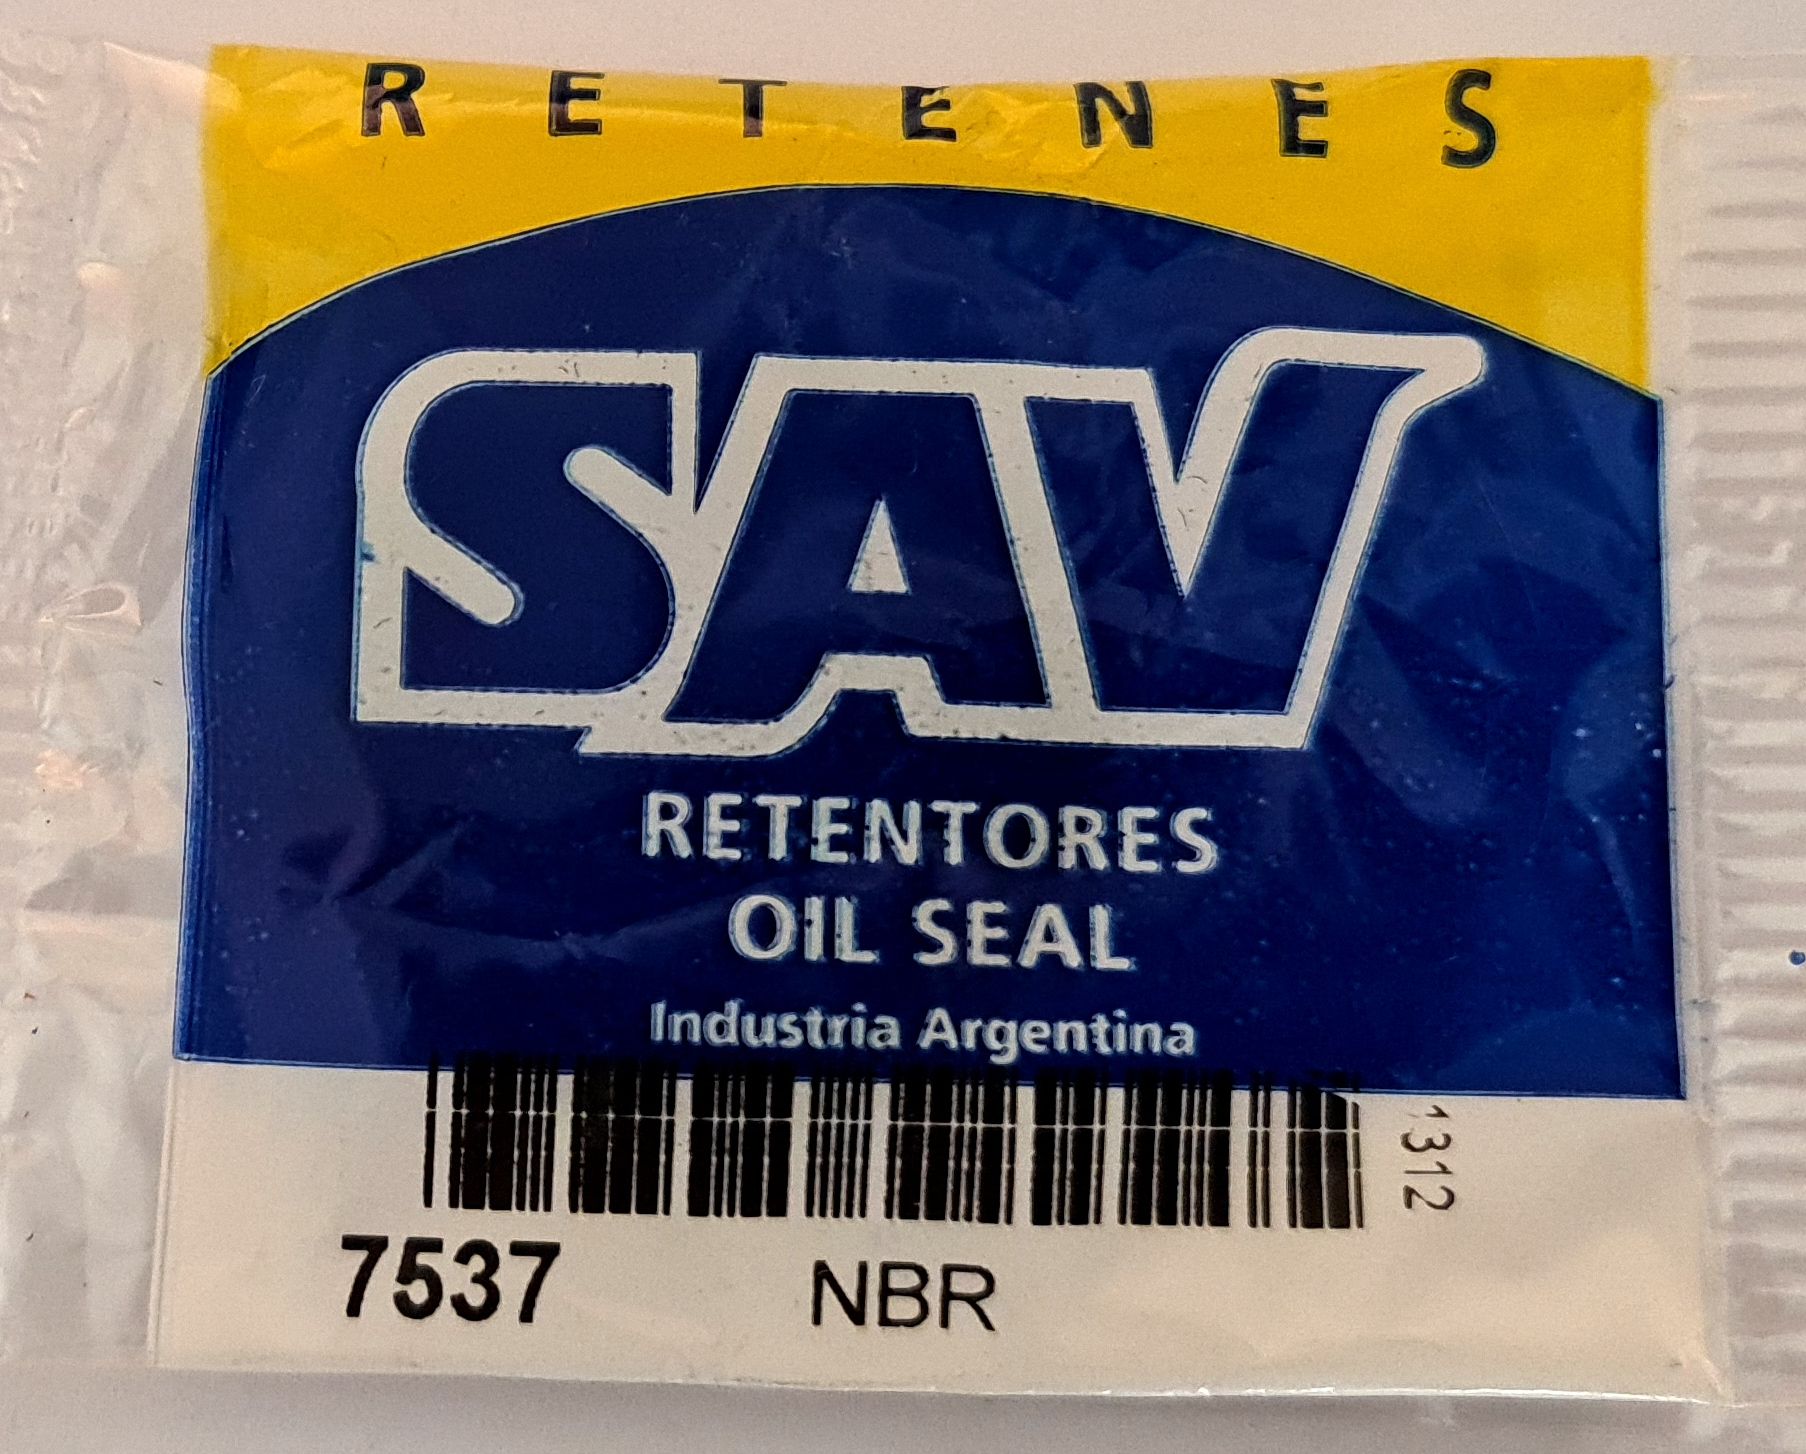 RETENES
SAV
RETENTORES
OIL SEAL
Industria Argentina
1312
7537 NBR